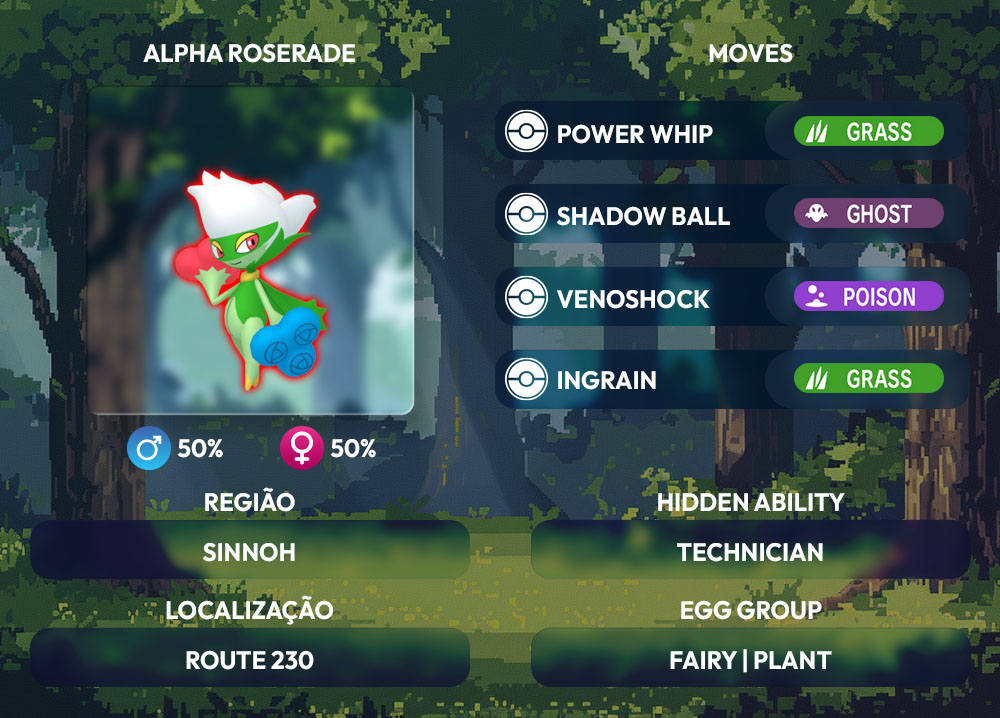 ALPHA ROSERADE
50%
50%
REGIÃO
SINNOH
LOCALIZAÇÃO
ROUTE 230
MOVES
POWER WHIP GRASS
SHADOW BALL GHOST
VENOSHOCK POISON
INGRAIN GRASS
HIDDEN ABILITY
TECHNICIAN
EGG GROUP
FAIRY | PLANT